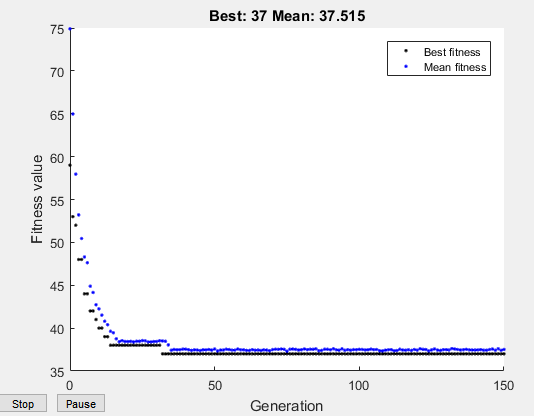 Best: 37 Mean: 37.515
75
70
65
60
55
50
45
40
35
Fitness value
Best fitness
Mean fitness
0
50
100
150
Generation
Stop
Pause